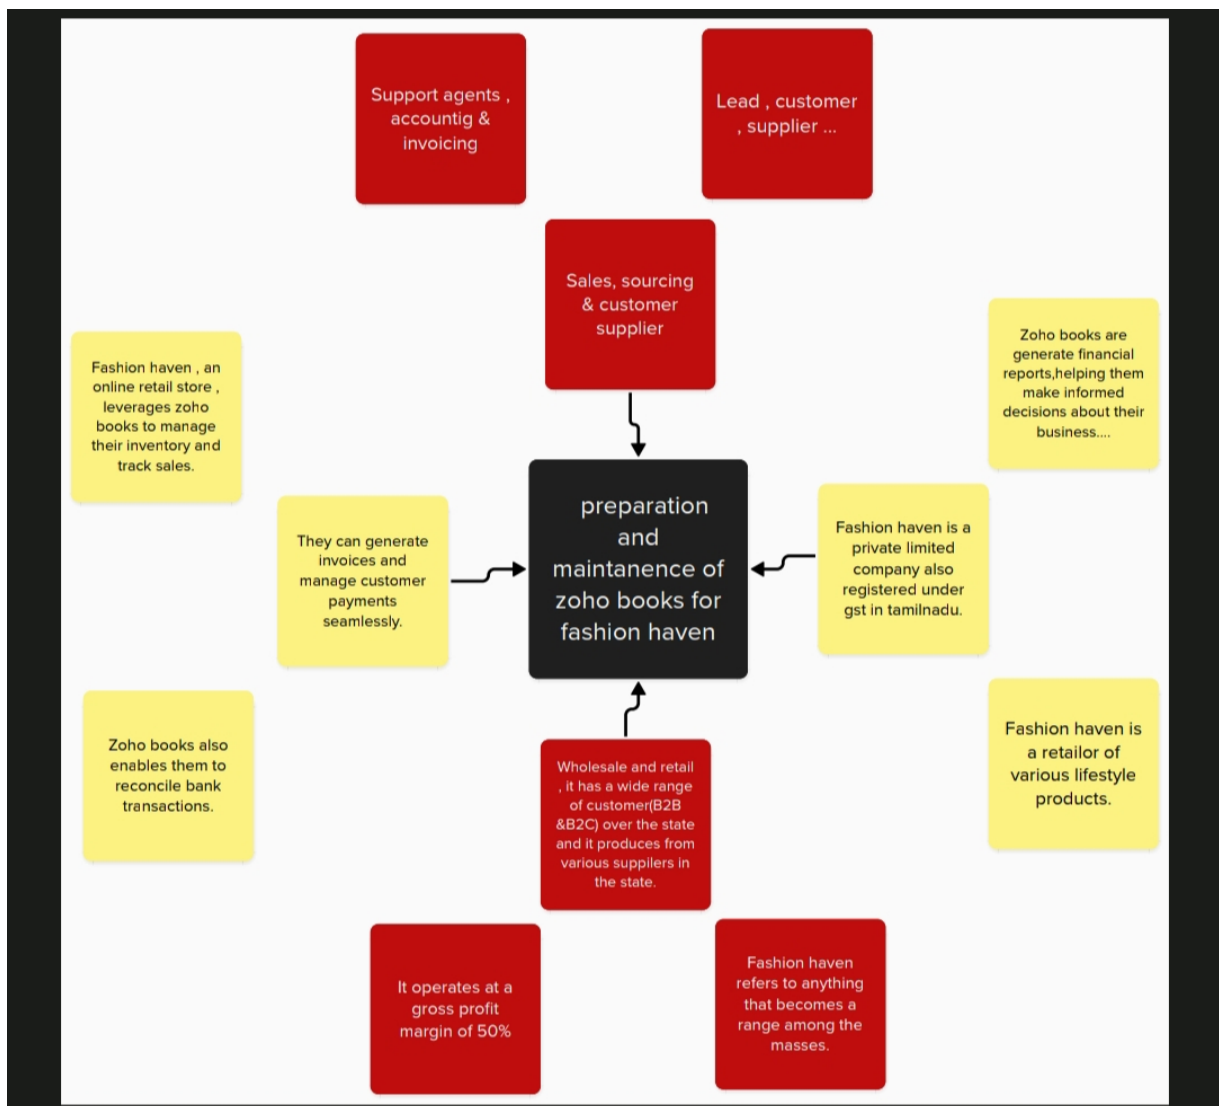 Support agents ,
accountig &
invoicing
Lead , customer
, supplier ...
Sales, sourcing
& customer
supplier
Fashion haven , an
online retail store ,
leverages zoho
books to manage
their inventory and
track sales.
Zoho books are
generate financial
reports,helping them
make informed
decisions about their
business....
They can generate
invoices and
manage customer
payments
seamlessly.
preparation
and
maintanence of
zoho books for
fashion haven
Fashion haven is a
private limited
company also
registered under
gst in tamilnadu.
Zoho books also
enables them to
reconcile bank
transactions.
Wholesale and retail
, it has a wide range
of customer(B2B
&B2C) over the state
and it produces from
various suppilers in
the state.
Fashion haven is
a retailor of
various lifestyle
products.
It operates at a
gross profit
margin of 50%
Fashion haven
refers to anything
that becomes a
range among the
masses.